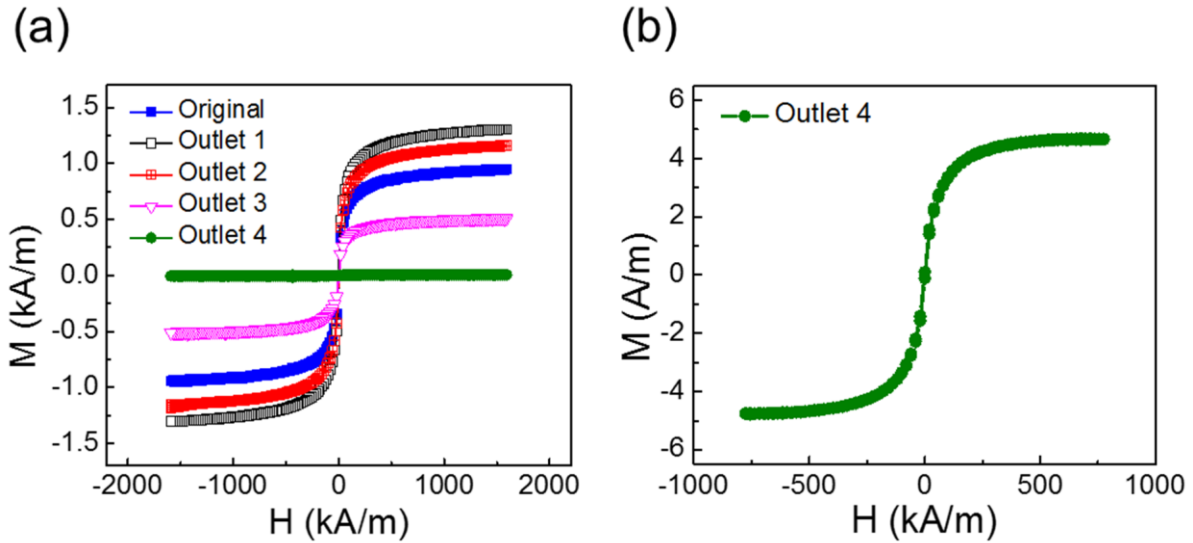 (a)
M (kA/m)
1.5
1.0
0.5
0.0
-0.5
-1.0
-1.5
Original
Outlet 1
Outlet 2
Outlet 3
Outlet 4
-2000 -1000 0 1000 2000
H (kA/m)
(b)
M (A/m)
6
4
2
0
-2
-4
-6
Outlet 4
-1000 -500 0 500 1000
H (kA/m)